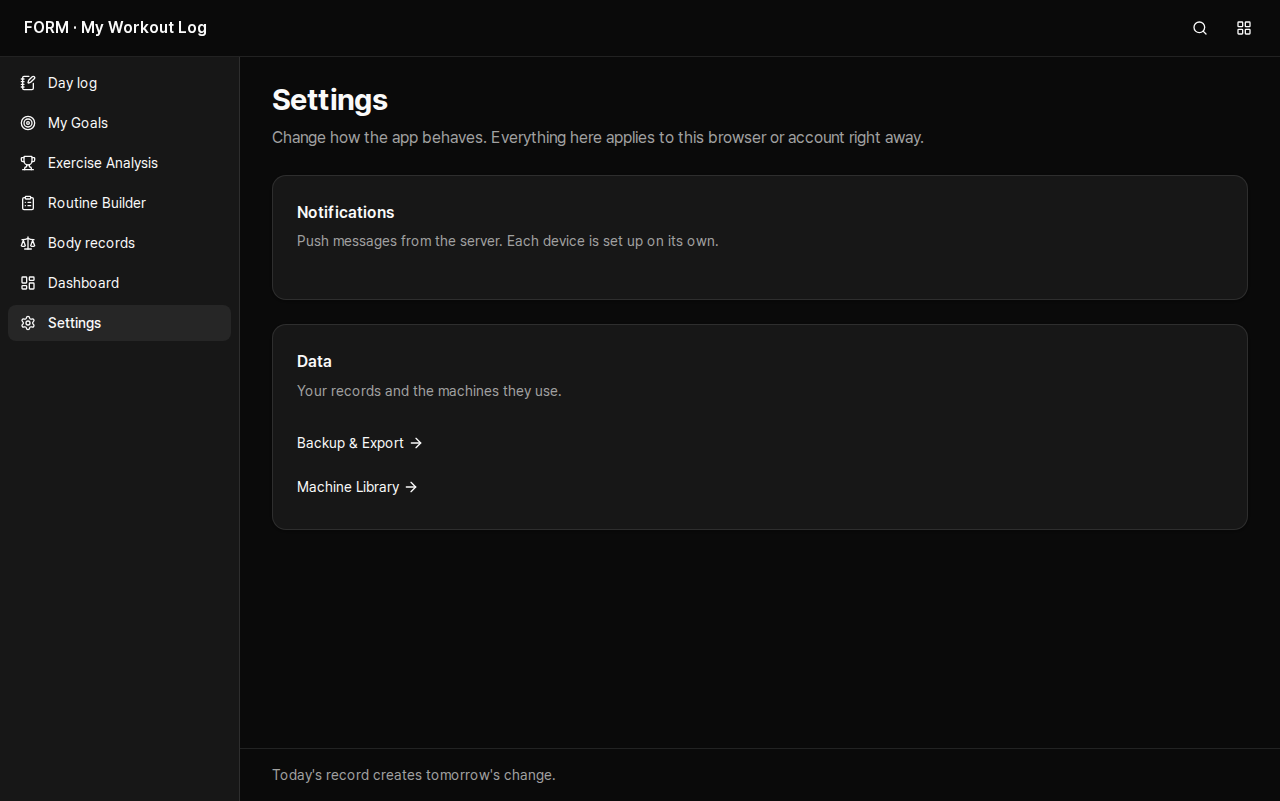 FORM · My Workout Log
Day log
My Goals
Exercise Analysis
Routine Builder
Body records
Dashboard
Settings
Settings
Change how the app behaves. Everything here applies to this browser or account right away.
Notifications
Push messages from the server. Each device is set up on its own.
Data
Your records and the machines they use.
Backup & Export →
Machine Library →
Today's record creates tomorrow's change.